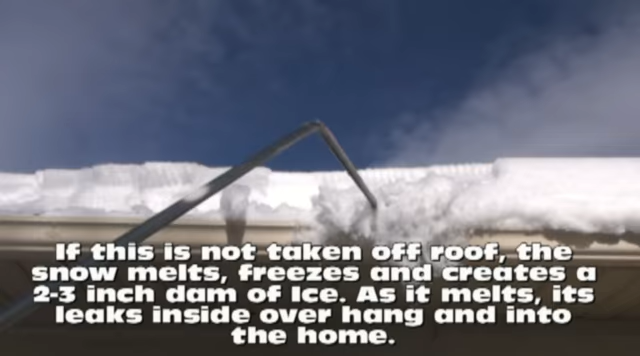 If this is not taken off roof, the
snow melts, freezes and creates a
2-3 inch dam of Ice. As it melts, its
leaks inside over hang and into
the home.